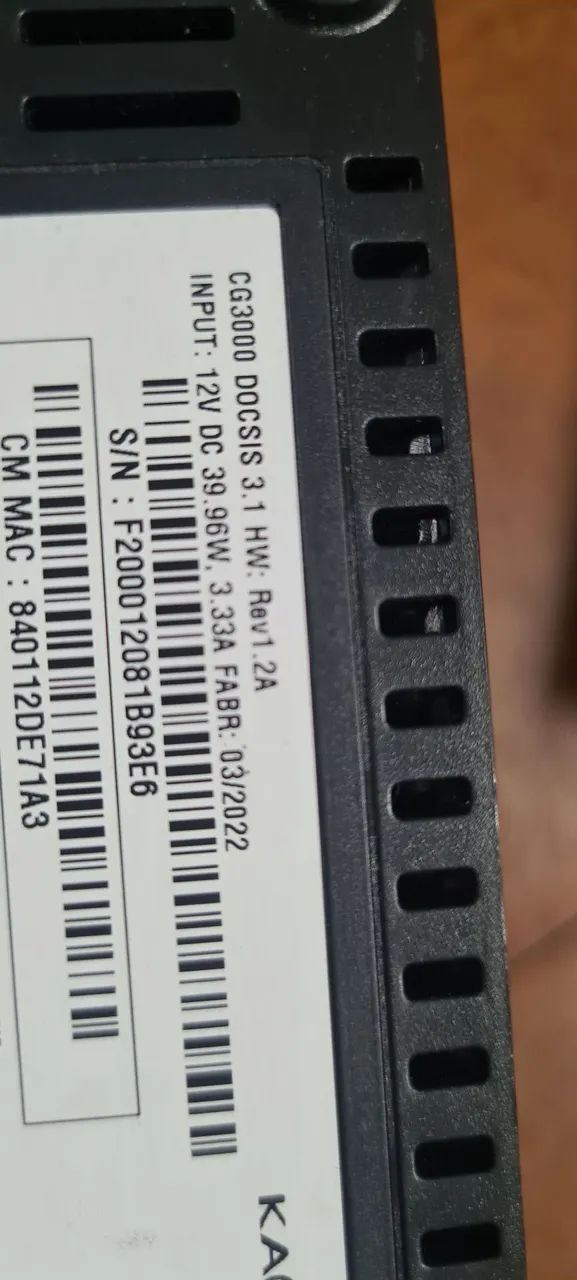 CG3000 DOCSIS 3.1 HW: Rev1.2A
INPUT: 12V DC 39.96W, 3.33A FABR: 03/2022
S/N : F200012081B93E6
CM MAC : 840112DE71A3